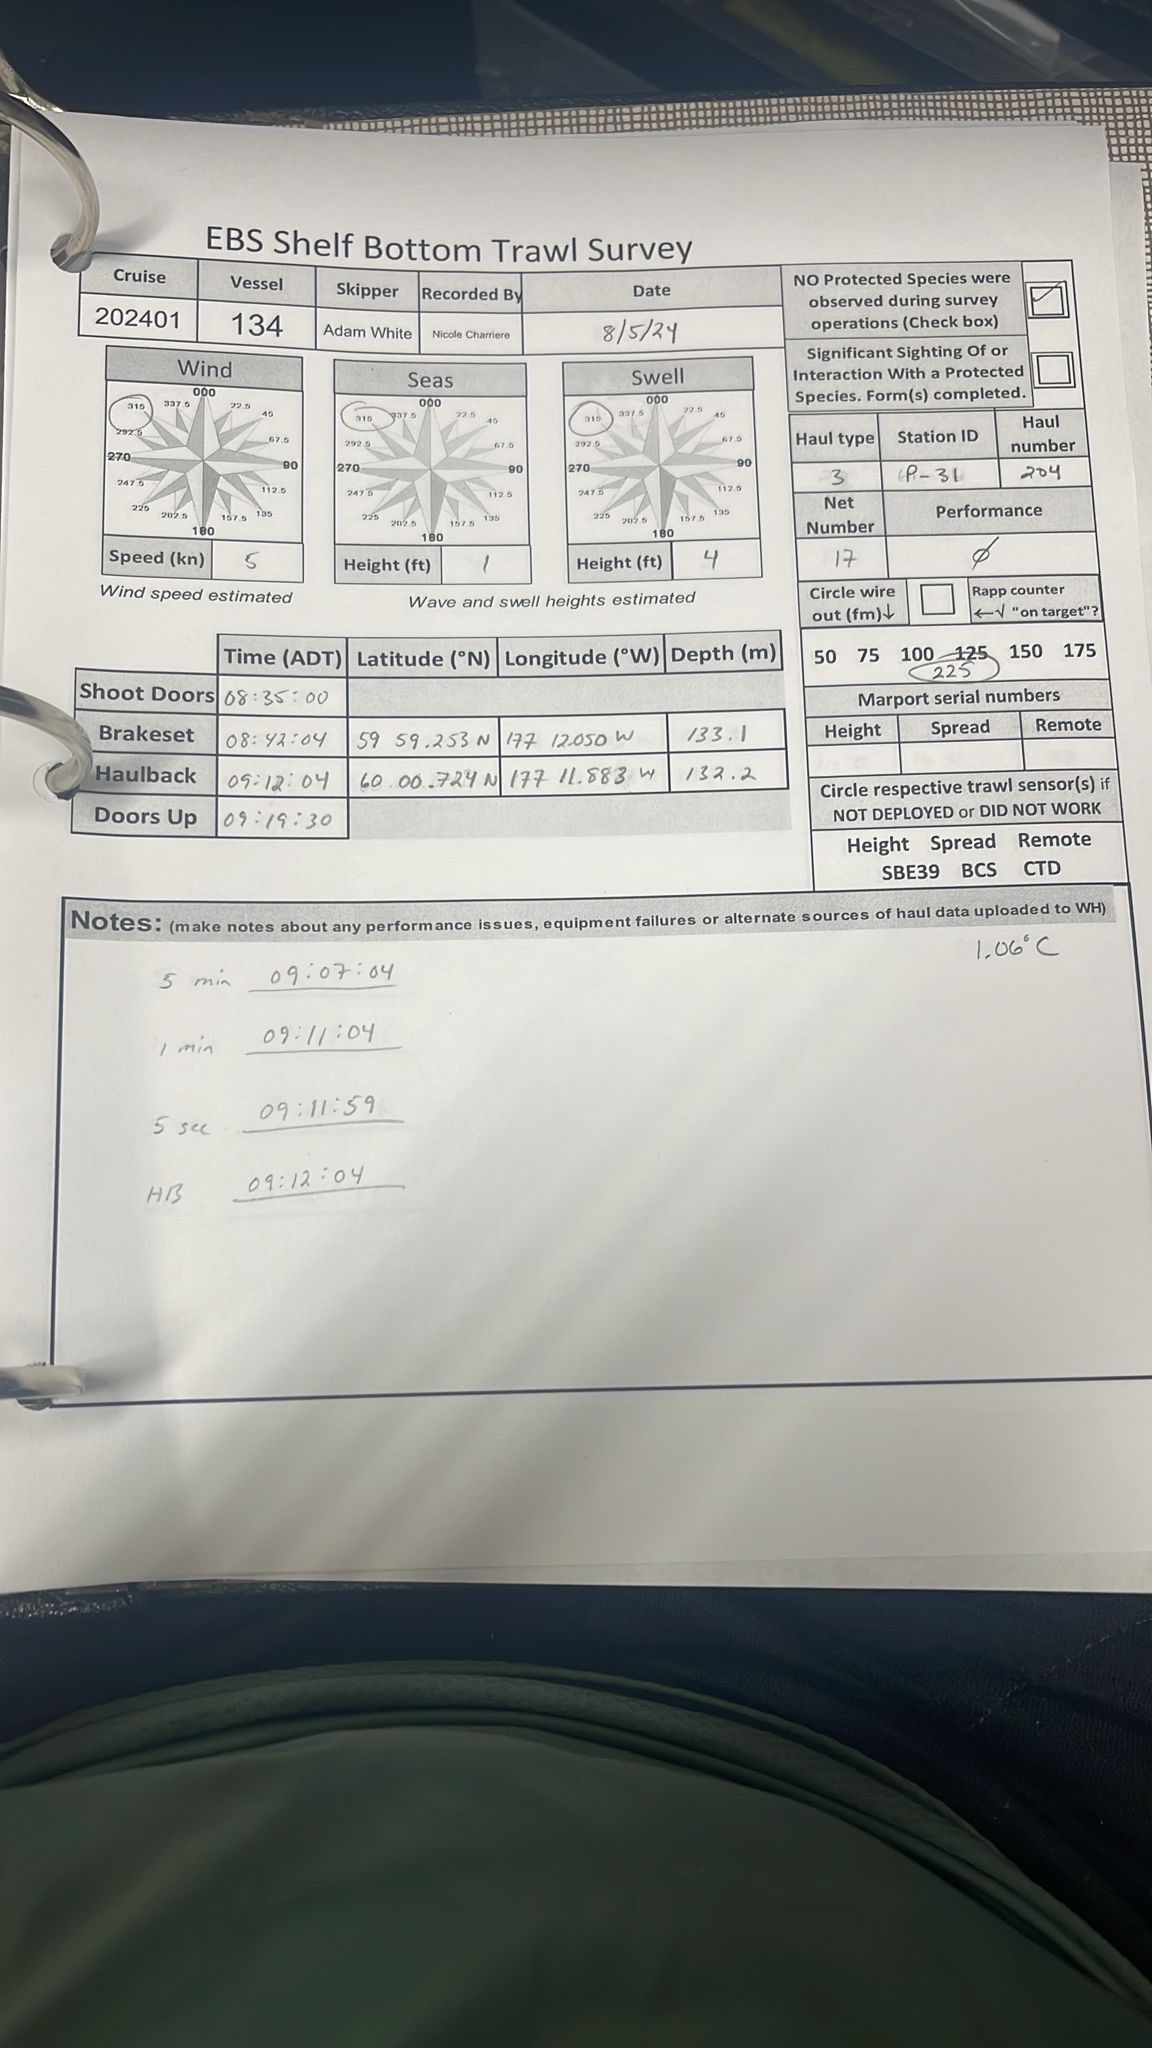 EBS Shelf Bottom Trawl Survey
Cruise Vessel Skipper Recorded By Date
202401 134 Adam White Nicole Charriere 8/5/24
NO Protected Species were
observed during survey
operations (Check box)
Significant Sighting Of or
Interaction With a Protected
Species. Form(s) completed.
Wind
000
337.5 22.5
315 45
292.5 67.5
270 90
247.5 112.5
225 135
202.5 157.5
180
Speed (kn) 5
Wind speed estimated
Seas
000
337.5 22.5
315 45
292.5 67.5
270 90
247.5 112.5
225 135
202.5 157.5
180
Height (ft) 1
Swell
000
337.5 22.5
315 45
292.5 67.5
270 90
247.5 112.5
225 135
202.5 157.5
180
Height (ft) 4
Wave and swell heights estimated
Haul type Station ID Haul number
3 P-31 204
Net Number Performance
17 ϕ
Circle wire
out (fm)↓
Rapp counter
←√ "on target"?
50 75 100 125 150 175
225
Marport serial numbers
Height Spread Remote
Circle respective trawl sensor(s) if
NOT DEPLOYED or DID NOT WORK
Height Spread Remote
SBE39 BCS CTD
Time (ADT) Latitude (°N) Longitude (°W) Depth (m)
Shoot Doors 08:35:00
Brakeset 08:42:04 59 59.253 N 177 12.050 W 133.1
Haulback 09:12:04 60 00.724 N 177 11.883 W 132.2
Doors Up 09:19:30
Notes: (make notes about any performance issues, equipment failures or alternate sources of haul data uploaded to WH)
1.06°C
5 min 09:07:04
1 min 09:11:04
5 sec 09:11:59
HB 09:12:04